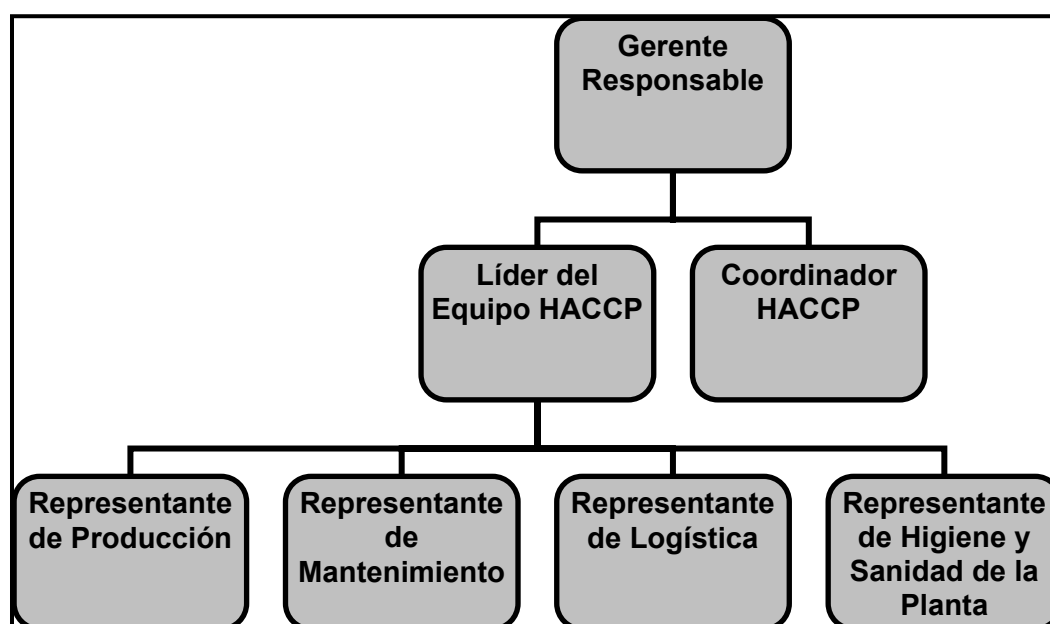 Gerente
Responsable
Líder del
Equipo HACCP
Coordinador
HACCP
Representante
de Producción
Representante
de
Mantenimiento
Representante
de Logística
Representante
de Higiene y
Sanidad de la
Planta